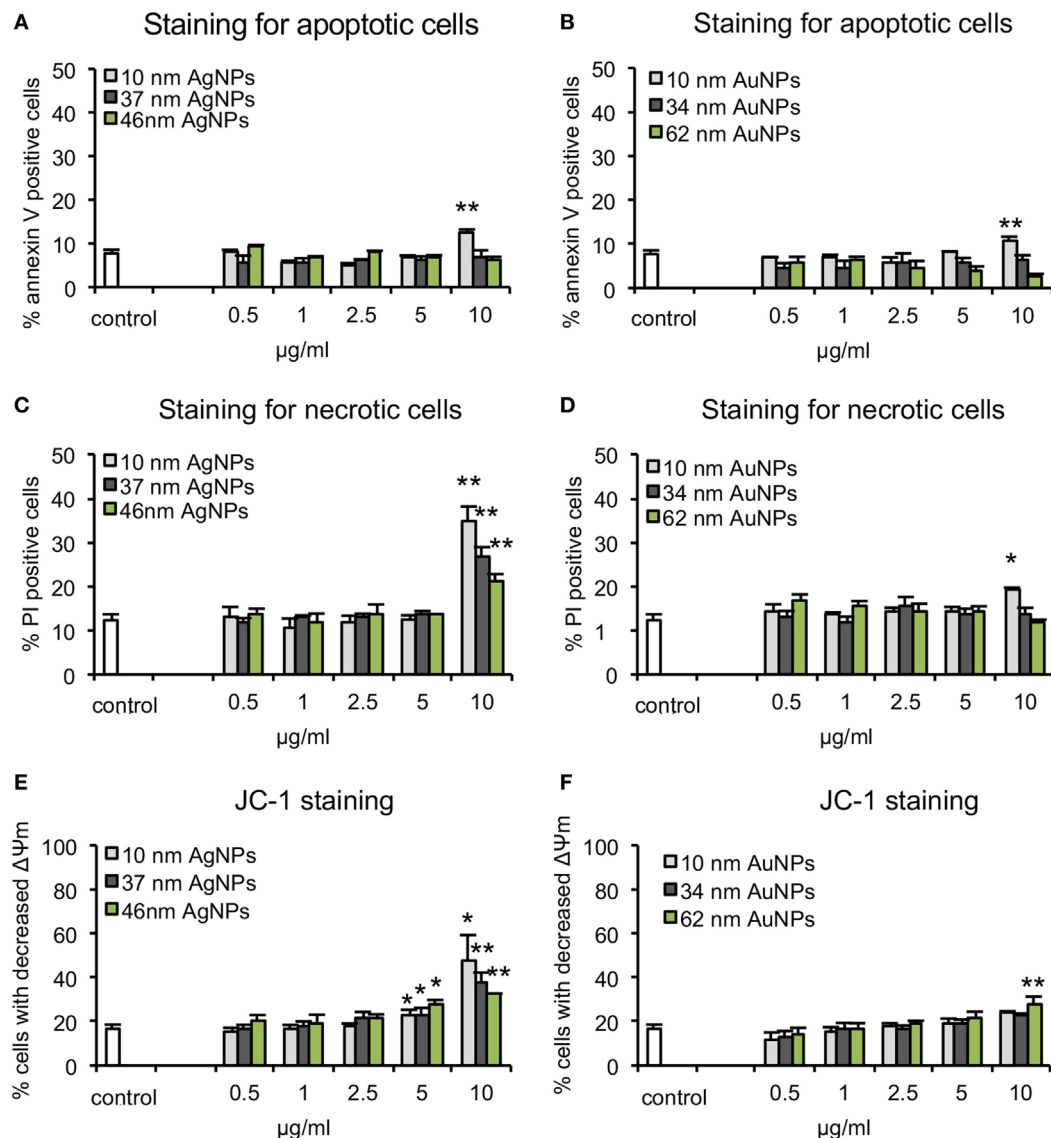 A
Staining for apoptotic cells
% annexin V positive cells
50
40
30
20
10
0
10 nm AgNPs
37 nm AgNPs
46nm AgNPs
**
control
0.5
1
2.5
5
10
µg/ml
B
Staining for apoptotic cells
% annexin V positive cells
50
40
30
20
10
0
10 nm AuNPs
34 nm AuNPs
62 nm AuNPs
**
control
0.5
1
2.5
5
10
µg/ml
C
Staining for necrotic cells
% PI positive cells
50
40
30
20
10
0
10 nm AgNPs
37 nm AgNPs
46nm AgNPs
**
**
**
control
0.5
1
2.5
5
10
µg/ml
D
Staining for necrotic cells
% PI positive cells
50
40
30
20
1
0
10 nm AuNPs
34 nm AuNPs
62 nm AuNPs
*
control
0.5
1
2.5
5
10
µg/ml
E
JC-1 staining
% cells with decreased ΔΨm
100
80
60
40
20
0
10 nm AgNPs
37 nm AgNPs
46nm AgNPs
*
*
*
*
**
**
control
0.5
1
2.5
5
10
µg/ml
F
JC-1 staining
% cells with decreased ΔΨm
100
80
60
40
20
0
10 nm AuNPs
34 nm AuNPs
62 nm AuNPs
**
control
0.5
1
2.5
5
10
µg/ml